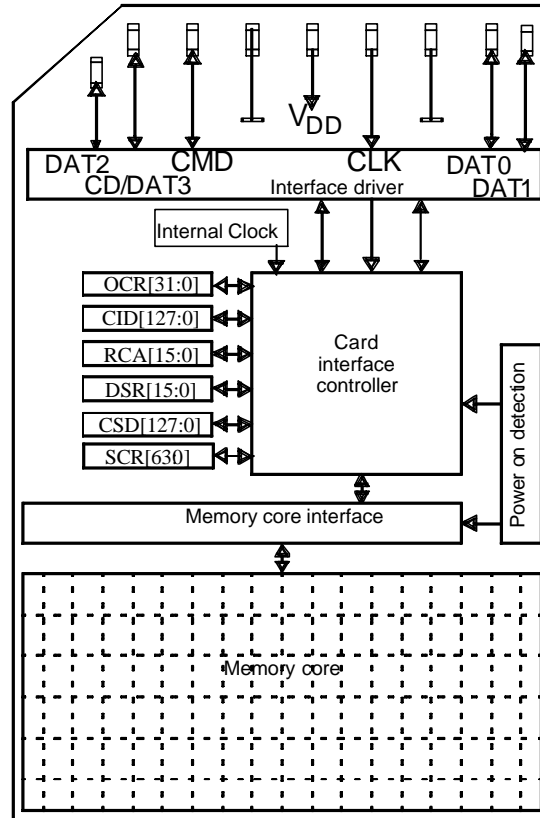 VDD
DAT2
CMD
CLK
DAT0
CD/DAT3
Interface driver
DAT1
Internal Clock
OCR[31:0]
CID[127:0]
RCA[15:0]
DSR[15:0]
CSD[127:0]
SCR[630]
Card
interface
controller
Power on detection
Memory core interface
Memory core